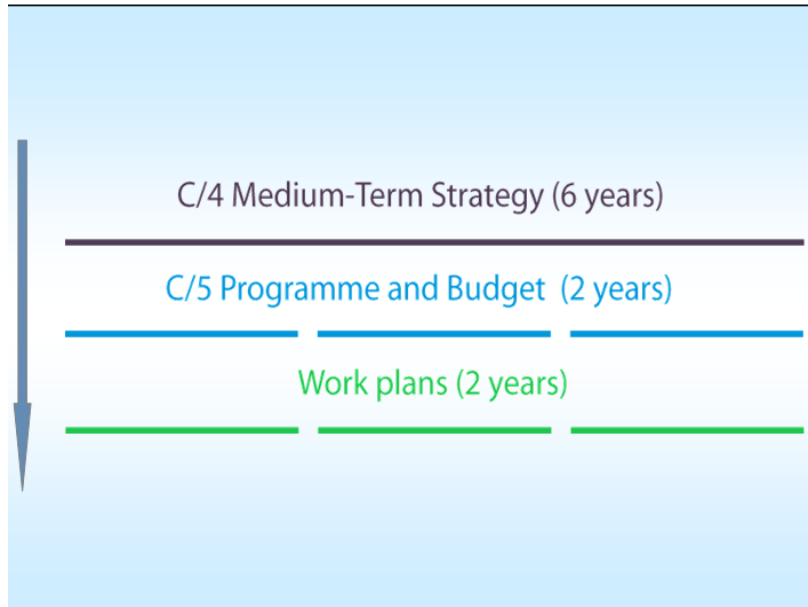 C/4 Medium-Term Strategy (6 years)
C/5 Programme and Budget (2 years)
Work plans (2 years)